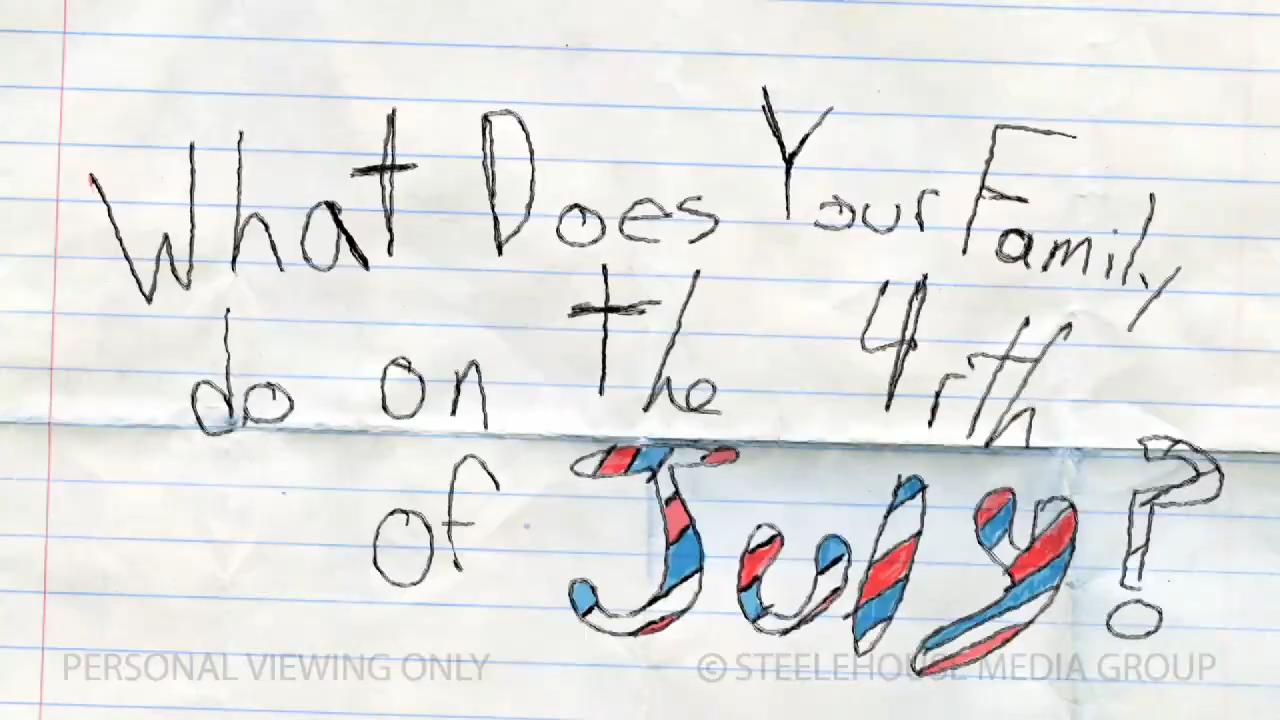 What Does Your Family
do on the 4rth
of July?
PERSONAL VIEWING ONLY © STEELEHOUSE MEDIA GROUP